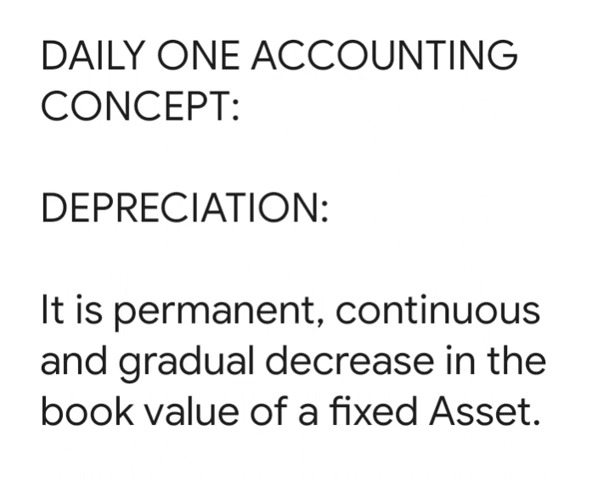 DAILY ONE ACCOUNTING
CONCEPT:
DEPRECIATION:
It is permanent, continuous
and gradual decrease in the
book value of a fixed Asset.